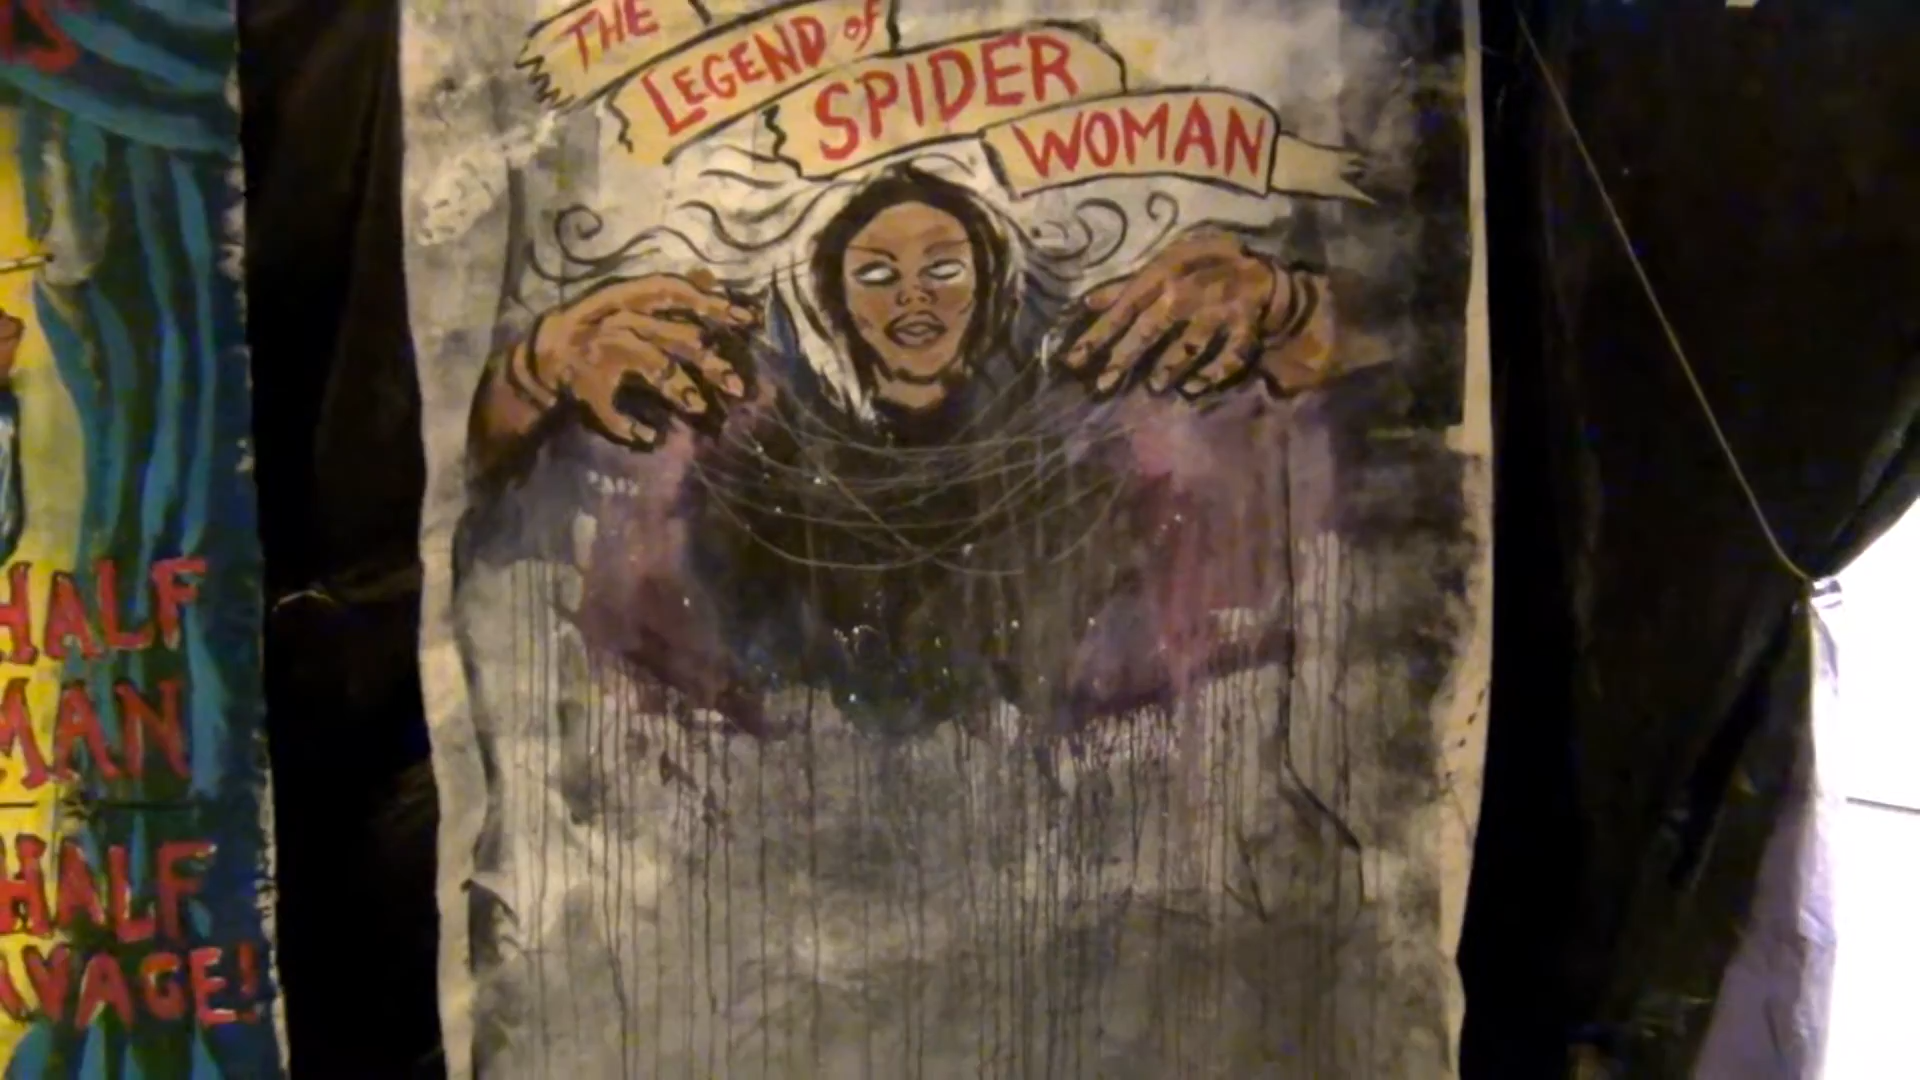 THE
LEGEND of
SPIDER
WOMAN
HALF
MAN
HALF